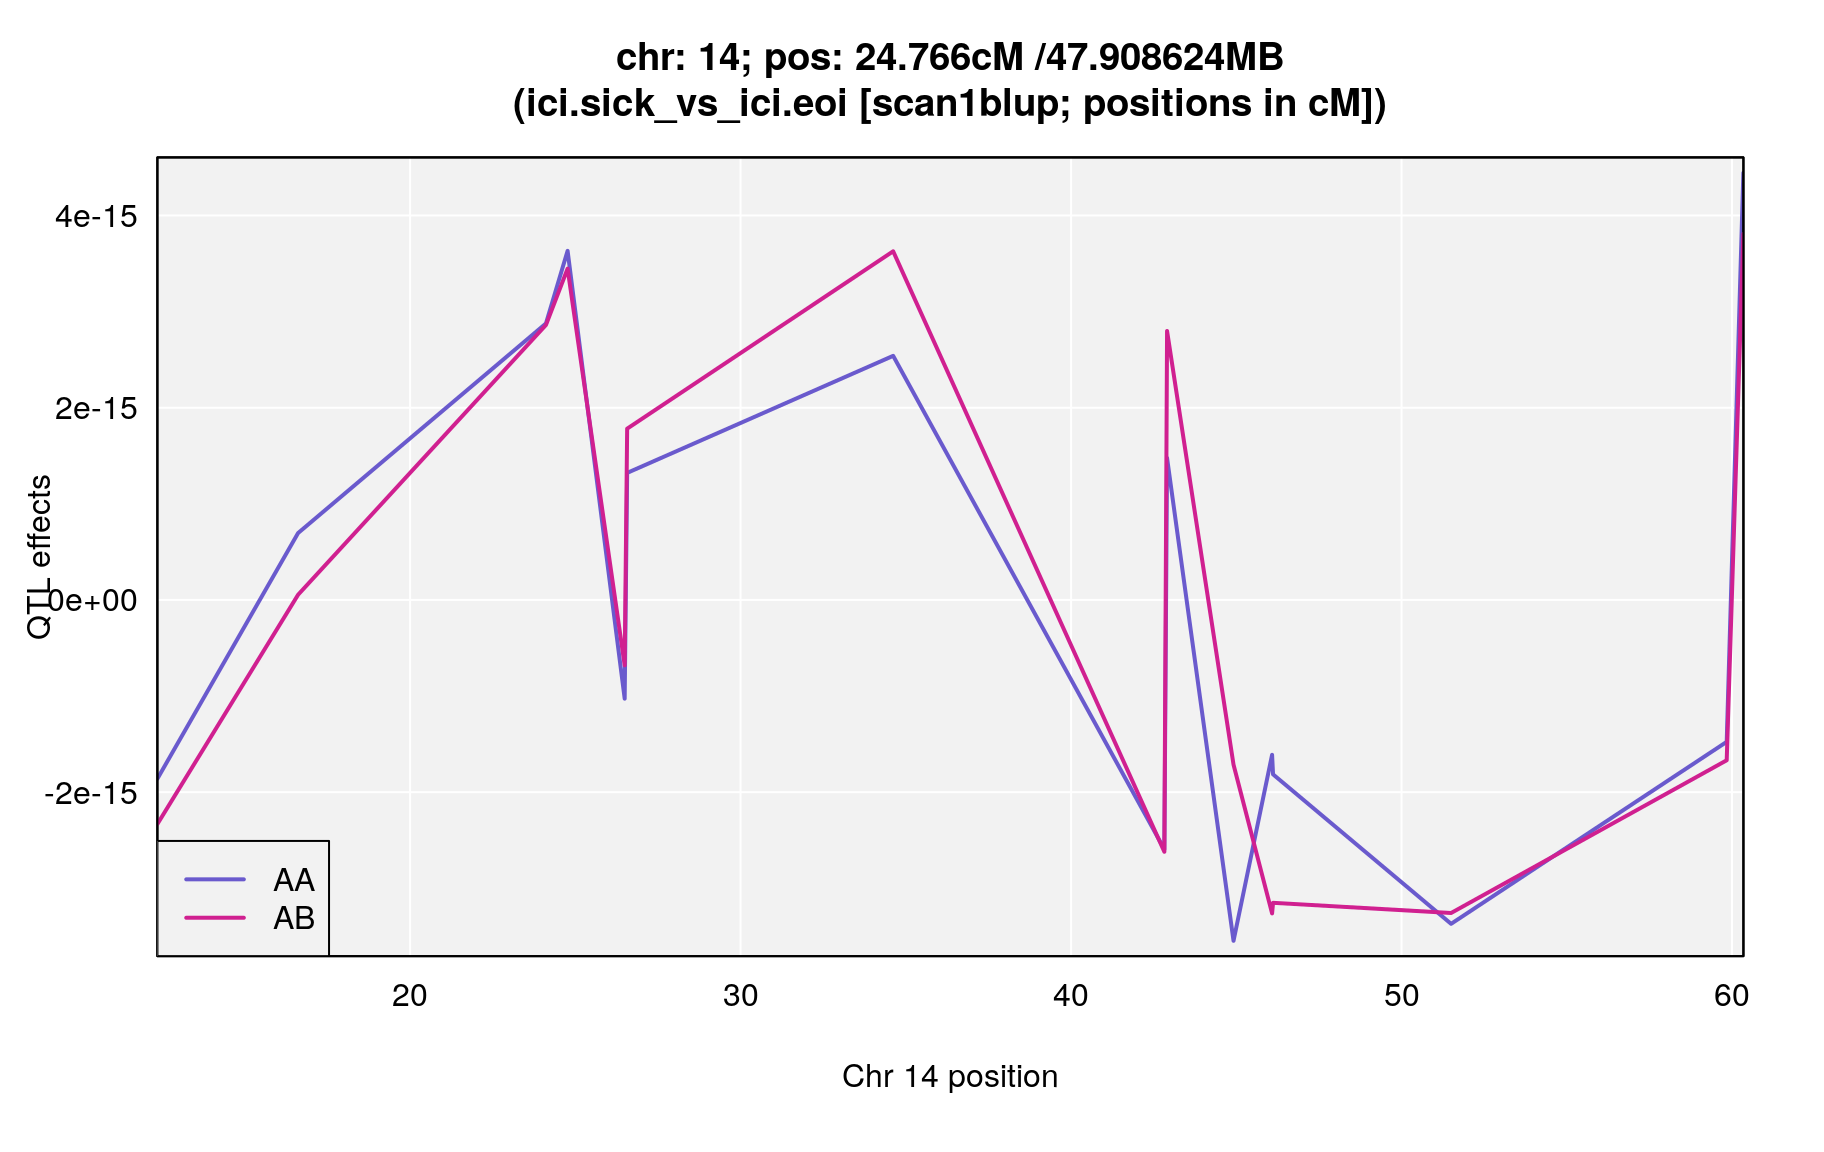 chr: 14; pos: 24.766cM /47.908624MB
(ici.sick_vs_ici.eoi [scan1blup; positions in cM])
QTL effects
4e-15
2e-15
0e+00
-2e-15
AA
AB
20 30 40 50 60
Chr 14 position